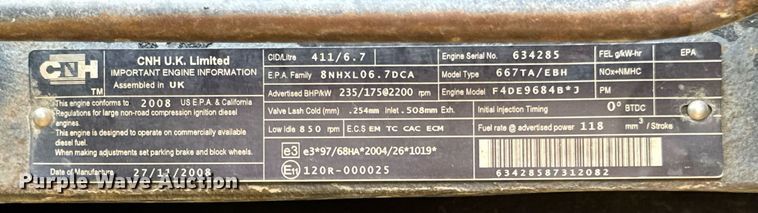 CNH
TM
CNH U.K. Limited
IMPORTANT ENGINE INFORMATION
Assembled in UK
This engine conforms to 2008 US E.P.A. & California
Regulations for large non-road compression ignition diesel
engines.
This engine is designed to operate on commercially available
diesel fuel.
When making adjustments set parking brake and block wheels.
Date of Manufacture 27/11/2008
CID/Litre 411/6.7
E.P.A. Family 8NHXL06.7DCA
Advertised BHP/kW 235/175@2200 rpm
Valve Lash Cold (mm) .254mm Inlet .508mm Exh.
Low Idle 850 rpm E.C.S EM TC CAC ECM
e3 e3*97/68HA*2004/26*1019*
E11 120R-000025
Engine Serial No. 634285
Model Type 667TA/EBH
Engine Model F4DE9684B*J
Initial Injection Timing 0° BTDC
Fuel rate @ advertised power 118 mm³ / Stroke
63428587312082
FEL g/kW-hr EPA
NOx+NMHC
PM
Purple Wave Auction